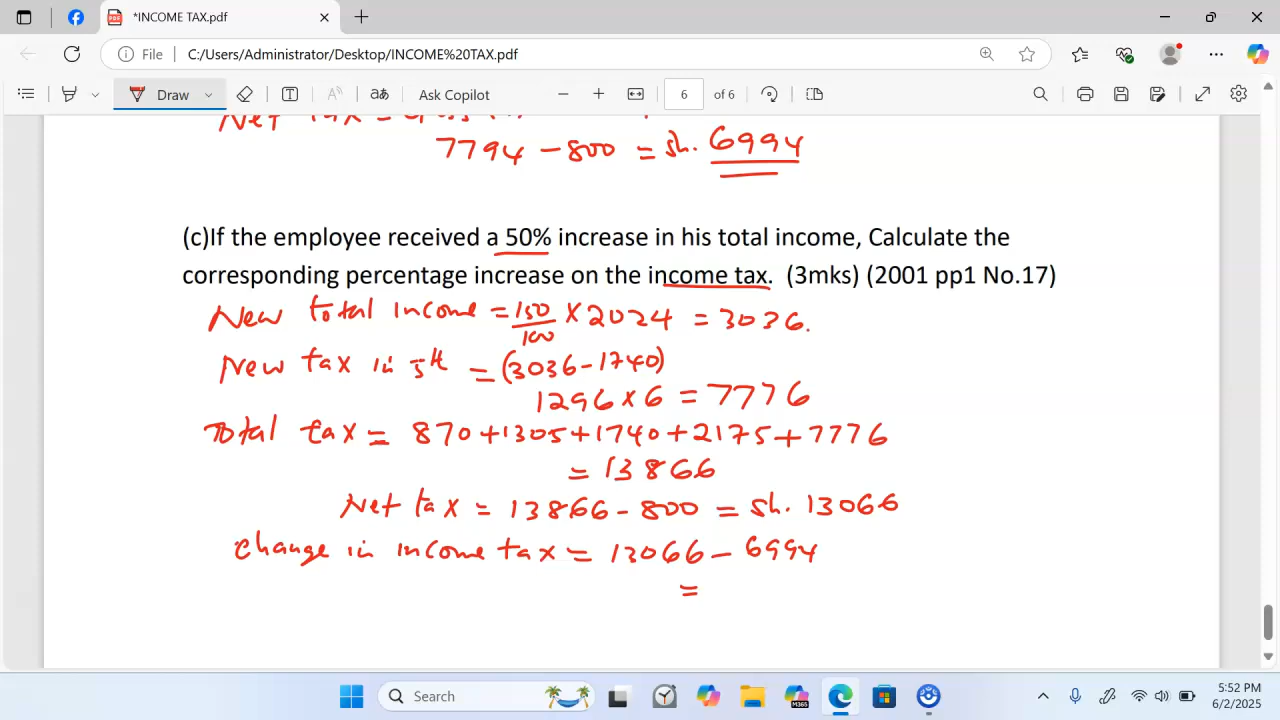 *INCOME TAX.pdf
File C:/Users/Administrator/Desktop/INCOME%20TAX.pdf
Draw Ask Copilot 6 of 6
Net tax =
7794 - 800 = sh. 6994
(c)If the employee received a 50% increase in his total income, Calculate the
corresponding percentage increase on the income tax. (3mks) (2001 pp1 No.17)
New total income = 150/100 × 2024 = 3036.
New tax in 5th = (3036 - 1740)
1296 × 6 = 7776
Total tax = 870 + 1305 + 1740 + 2175 + 7776
= 13866
Net tax = 13866 - 800 = sh. 13066
Change in income tax = 13066 - 6994
=
Search
5:52 PM
6/2/2025